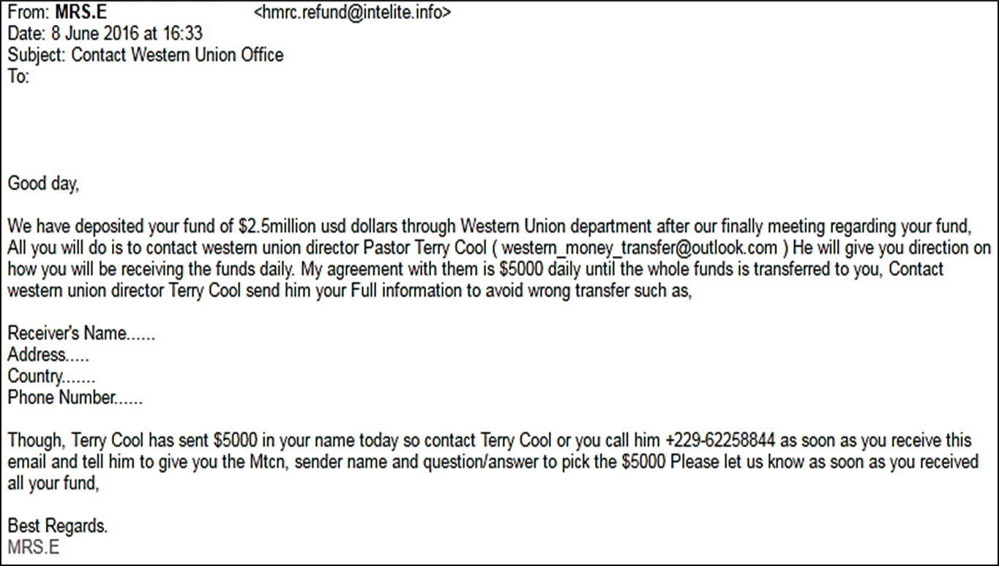 From: MRS.E <hmrc.refund@intelite.info>
Date: 8 June 2016 at 16:33
Subject: Contact Western Union Office
To:
Good day,
We have deposited your fund of $2.5million usd dollars through Western Union department after our finally meeting regarding your fund,
All you will do is to contact western union director Pastor Terry Cool ( western_money_transfer@outlook.com ) He will give you direction on
how you will be receiving the funds daily. My agreement with them is $5000 daily until the whole funds is transferred to you, Contact
western union director Terry Cool send him your Full information to avoid wrong transfer such as,
Receiver's Name......
Address.....
Country.......
Phone Number......
Though, Terry Cool has sent $5000 in your name today so contact Terry Cool or you call him +229-62258844 as soon as you receive this
email and tell him to give you the Mtcn, sender name and question/answer to pick the $5000 Please let us know as soon as you received
all your fund,
Best Regards.
MRS.E